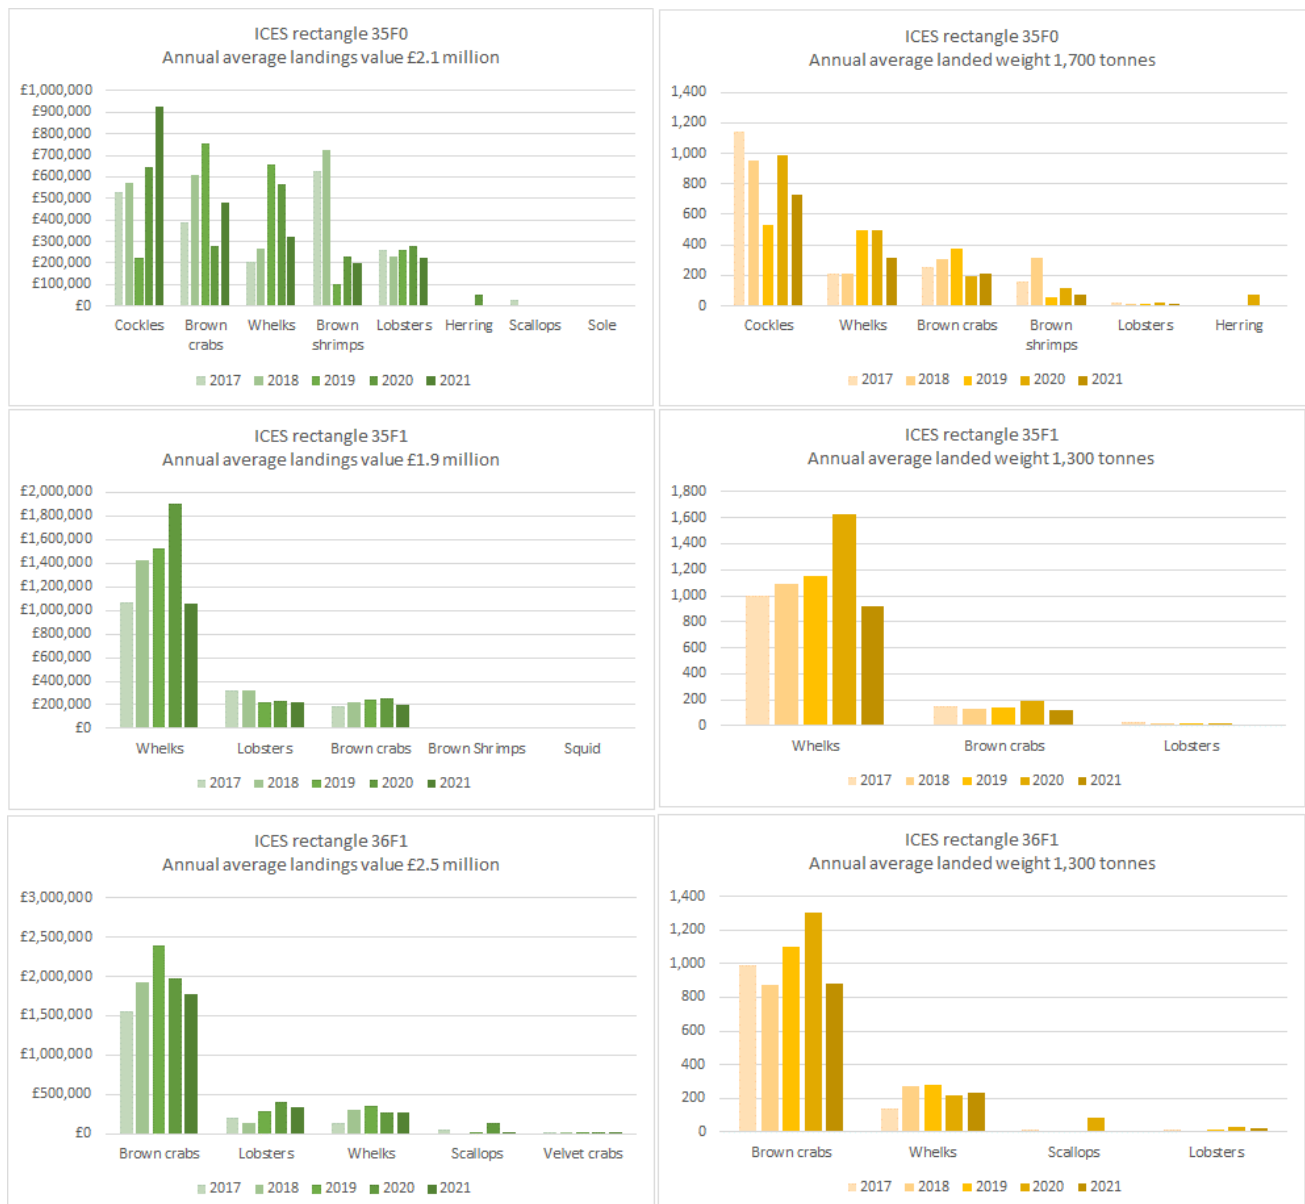 ICES rectangle 35F0
Annual average landings value £2.1 million
£1,000,000
£900,000
£800,000
£700,000
£600,000
£500,000
£400,000
£300,000
£200,000
£100,000
£0
Cockles Brown crabs Whelks Brown shrimps Lobsters Herring Scallops Sole
2017 2018 2019 2020 2021
ICES rectangle 35F0
Annual average landed weight 1,700 tonnes
1,400
1,200
1,000
800
600
400
200
0
Cockles Whelks Brown crabs Brown shrimps Lobsters Herring
2017 2018 2019 2020 2021
ICES rectangle 35F1
Annual average landings value £1.9 million
£2,000,000
£1,800,000
£1,600,000
£1,400,000
£1,200,000
£1,000,000
£800,000
£600,000
£400,000
£200,000
£0
Whelks Lobsters Brown crabs Brown Shrimps Squid
2017 2018 2019 2020 2021
ICES rectangle 35F1
Annual average landed weight 1,300 tonnes
1,800
1,600
1,400
1,200
1,000
800
600
400
200
0
Whelks Brown crabs Lobsters
2017 2018 2019 2020 2021
ICES rectangle 36F1
Annual average landings value £2.5 million
£3,000,000
£2,500,000
£2,000,000
£1,500,000
£1,000,000
£500,000
£0
Brown crabs Lobsters Whelks Scallops Velvet crabs
2017 2018 2019 2020 2021
ICES rectangle 36F1
Annual average landed weight 1,300 tonnes
1,400
1,200
1,000
800
600
400
200
0
Brown crabs Whelks Scallops Lobsters
2017 2018 2019 2020 2021